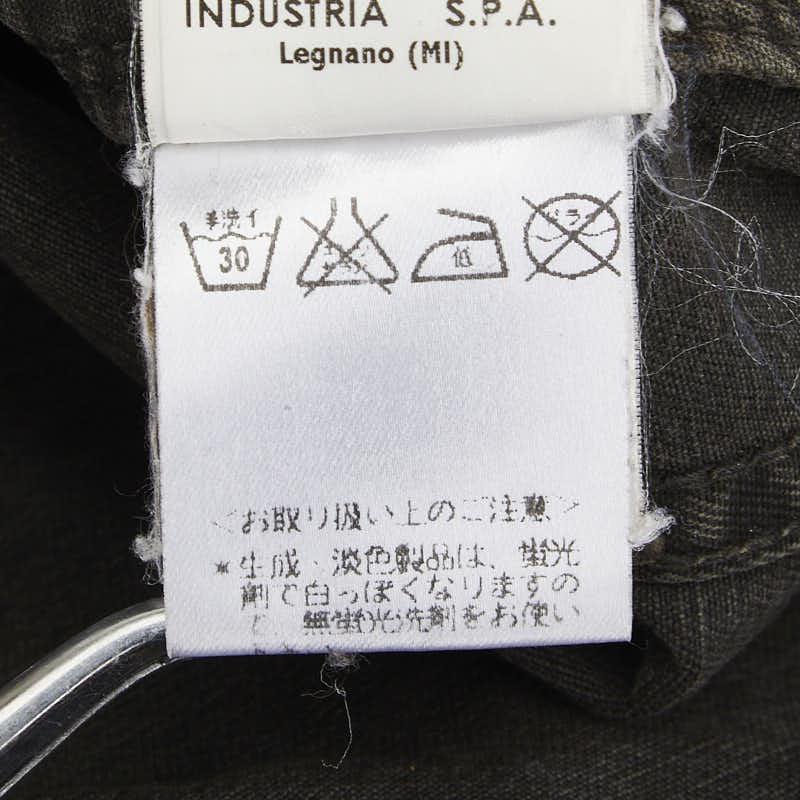 INDUSTRIA S.P.A.
Legnano (MI)
手洗イ
30
低
<お取り扱い上のご注意>
*生成・淡色製品は、蛍光
剤で白っぽくなりますの
で、無蛍光洗剤をお使い